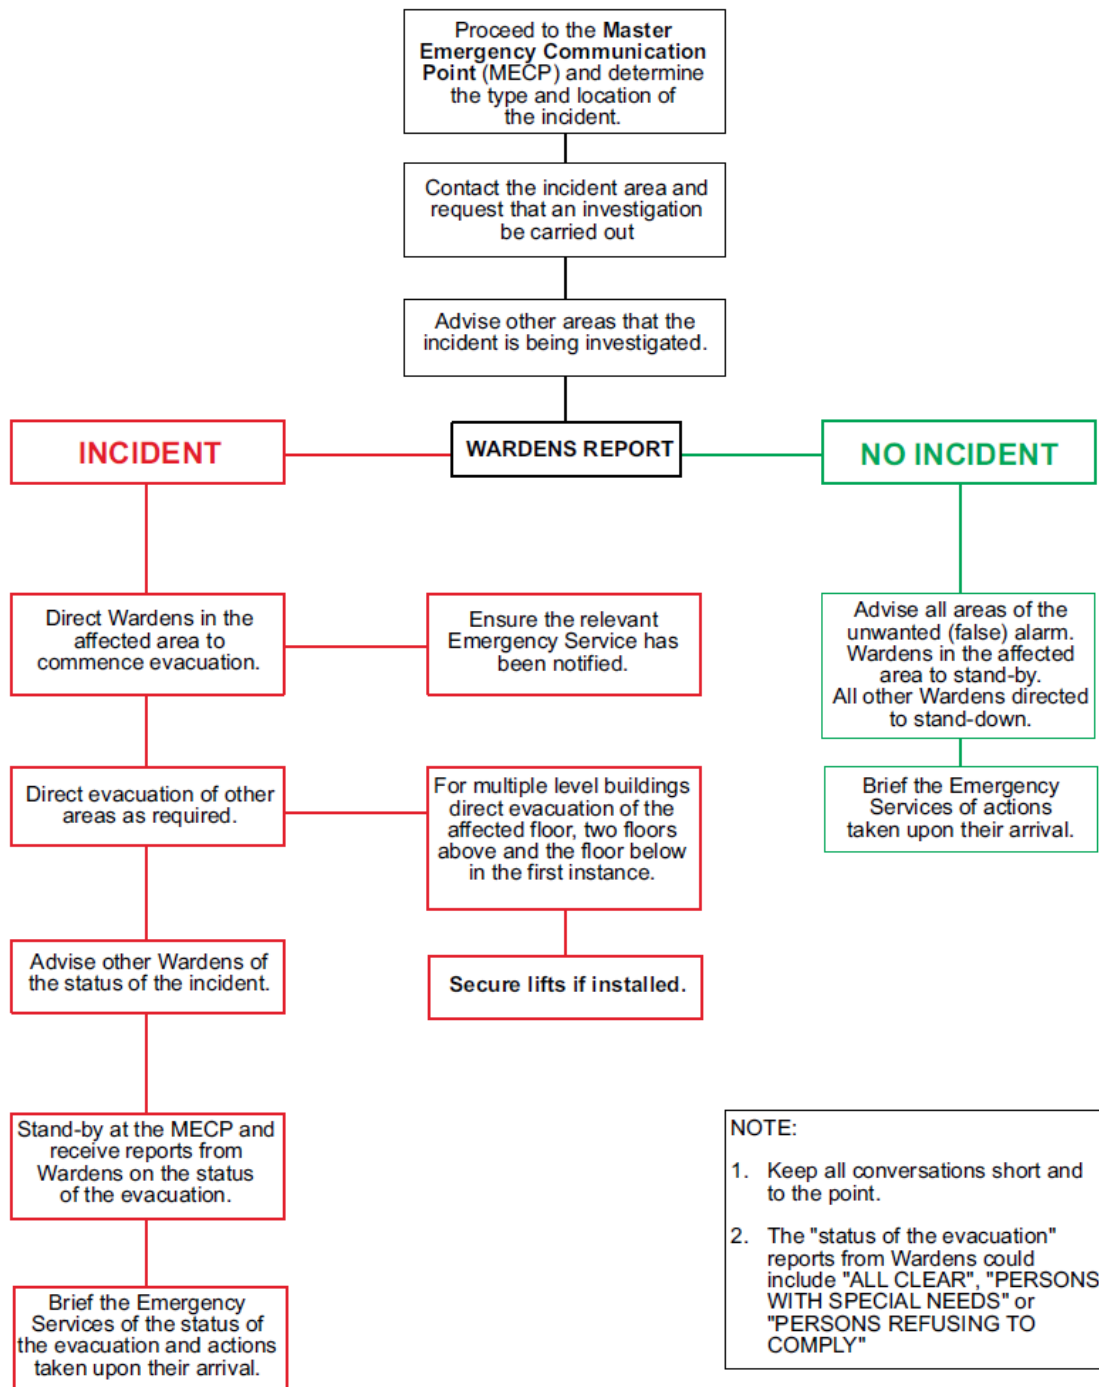 Proceed to the Master
Emergency Communication
Point (MECP) and determine
the type and location of
the incident.
Contact the incident area and
request that an investigation
be carried out
Advise other areas that the
incident is being investigated.
INCIDENT
WARDENS REPORT
NO INCIDENT
Direct Wardens in the
affected area to
commence evacuation.
Ensure the relevant
Emergency Service has
been notified.
Advise all areas of the
unwanted (false) alarm.
Wardens in the affected
area to stand-by.
All other Wardens directed
to stand-down.
Direct evacuation of other
areas as required.
For multiple level buildings
direct evacuation of the
affected floor, two floors
above and the floor below
in the first instance.
Brief the Emergency
Services of actions
taken upon their arrival.
Advise other Wardens of
the status of the incident.
Secure lifts if installed.
Stand-by at the MECP and
receive reports from
Wardens on the status
of the evacuation.
Brief the Emergency
Services of the status of
the evacuation and actions
taken upon their arrival.
NOTE:
1. Keep all conversations short and
to the point.
2. The "status of the evacuation"
reports from Wardens could
include "ALL CLEAR", "PERSONS
WITH SPECIAL NEEDS" or
"PERSONS REFUSING TO
COMPLY"